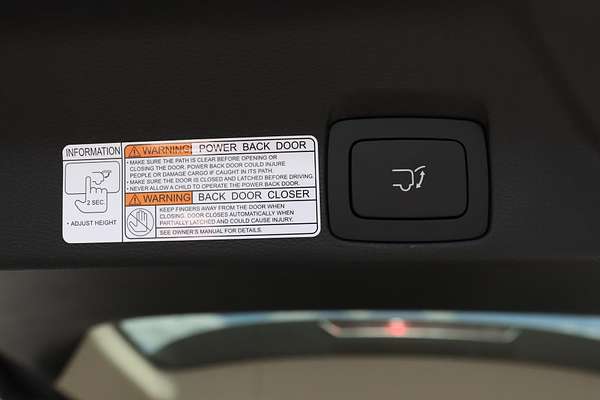 INFORMATION
2 SEC.
• ADJUST HEIGHT
WARNING POWER BACK DOOR
• MAKE SURE THE PATH IS CLEAR BEFORE OPENING OR
CLOSING THE DOOR. POWER BACK DOOR COULD INJURE
PEOPLE OR DAMAGE CARGO IF CAUGHT IN ITS PATH.
• MAKE SURE THE DOOR IS CLOSED AND LATCHED BEFORE DRIVING.
• NEVER ALLOW A CHILD TO OPERATE THE POWER BACK DOOR.
WARNING BACK DOOR CLOSER
KEEP FINGERS AWAY FROM THE DOOR WHEN
CLOSING. DOOR CLOSES AUTOMATICALLY WHEN
PARTIALLY LATCHED AND COULD CAUSE INJURY.
SEE OWNER'S MANUAL FOR DETAILS.